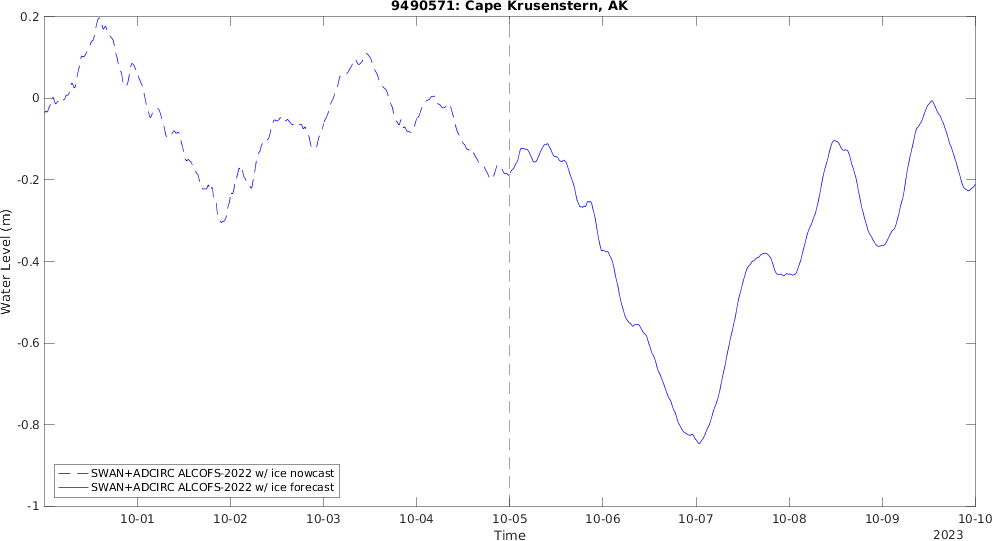 9490571: Cape Krusenstern, AK
0.2
0
-0.2
-0.4
-0.6
-0.8
-1
Water Level (m)
SWAN+ADCIRC ALCOFS-2022 w/ ice nowcast
SWAN+ADCIRC ALCOFS-2022 w/ ice forecast
10-01 10-02 10-03 10-04 10-05 10-06 10-07 10-08 10-09 10-10
Time
2023